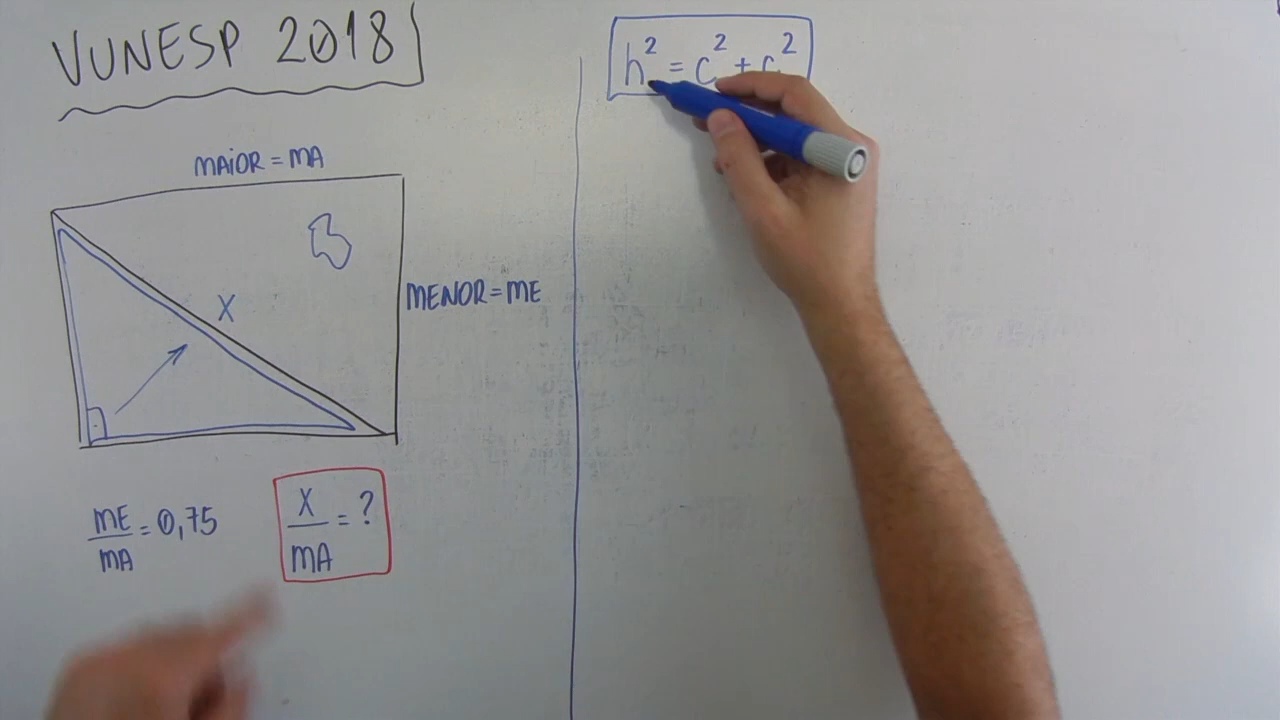 VUNESP 2018
MAiOR = MA
X
MENOR = ME
ME/MA = 0,75
X/MA = ?
h² = c² + c²